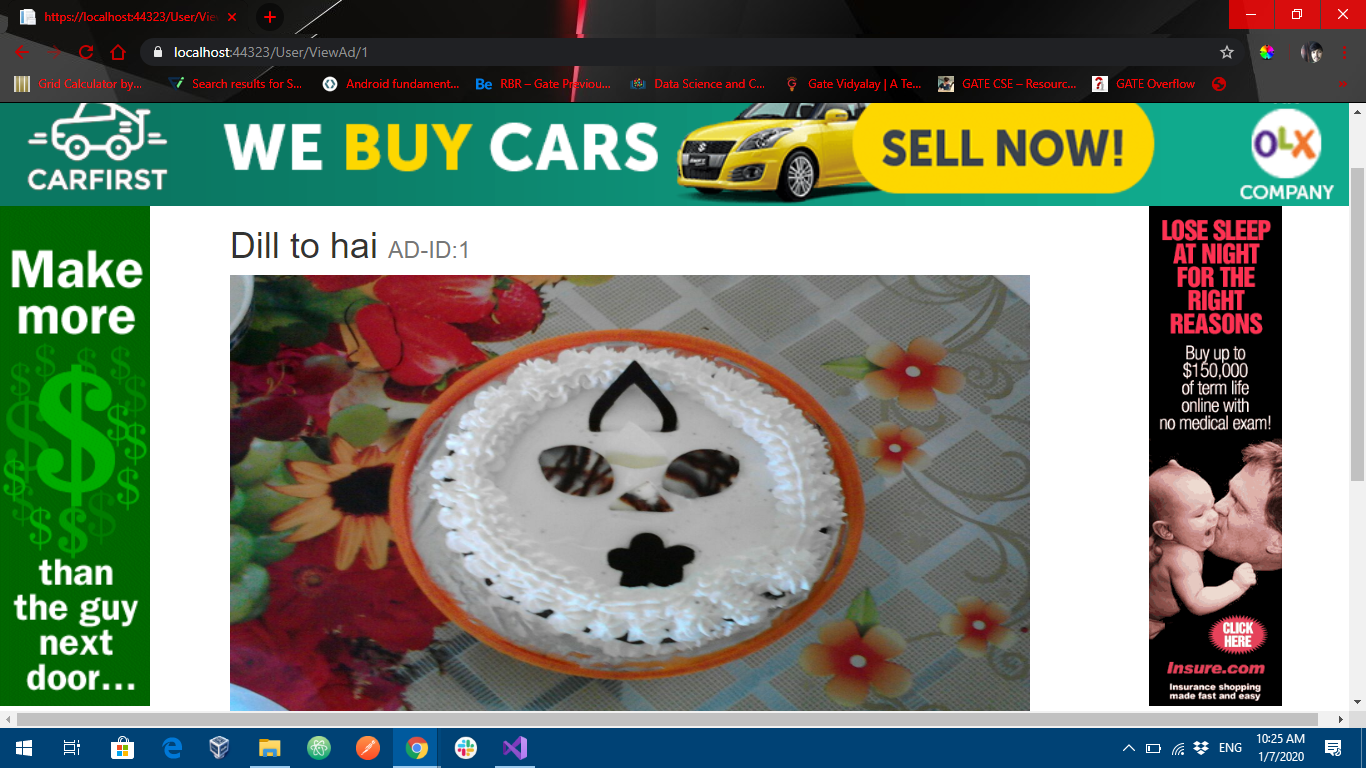 https://localhost:44323/User/Vie
localhost:44323/User/ViewAd/1
Grid Calculator by...
Search results for S...
Android fundament...
Be
RBR – Gate Previou...
Data Science and C...
Gate Vidyalay | A Te...
GATE CSE – Resourc...
GATE Overflow
CARFIRST
WE BUY CARS
SELL NOW!
OLX
COMPANY
Make
more
$
than
the guy
next
door...
Dill to hai AD-ID:1
LOSE SLEEP
AT NIGHT
FOR THE
RIGHT
REASONS
Buy up to
$150,000
of term life
online with
no medical exam!
CLICK
HERE
Insure.com
Insurance shopping
made fast and easy
ENG
10:25 AM
1/7/2020